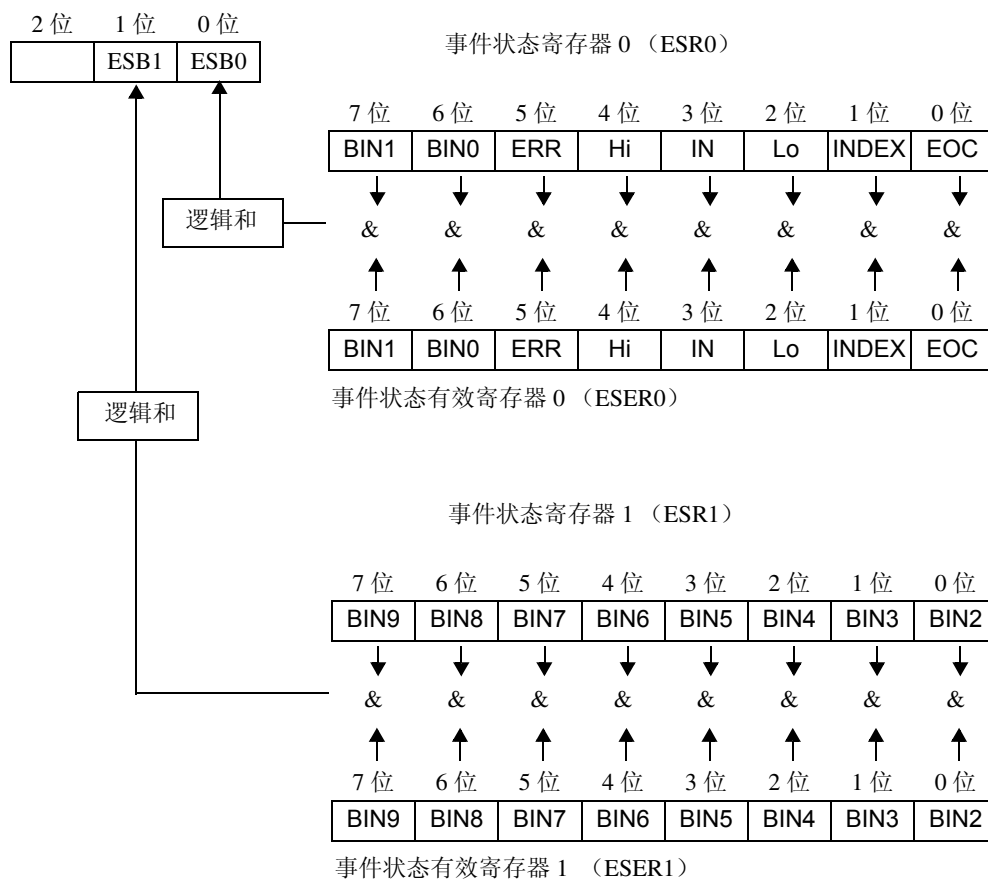 2 位 1 位 0 位
ESB1 ESB0
事件状态寄存器 0 （ESR0）
7 位 6 位 5 位 4 位 3 位 2 位 1 位 0 位
BIN1 BIN0 ERR Hi IN Lo INDEX EOC
逻辑和
& & & & & & & &
7 位 6 位 5 位 4 位 3 位 2 位 1 位 0 位
BIN1 BIN0 ERR Hi IN Lo INDEX EOC
事件状态有效寄存器 0 （ESER0）
逻辑和
事件状态寄存器 1 （ESR1）
7 位 6 位 5 位 4 位 3 位 2 位 1 位 0 位
BIN9 BIN8 BIN7 BIN6 BIN5 BIN4 BIN3 BIN2
& & & & & & & &
7 位 6 位 5 位 4 位 3 位 2 位 1 位 0 位
BIN9 BIN8 BIN7 BIN6 BIN5 BIN4 BIN3 BIN2
事件状态有效寄存器 1 （ESER1）